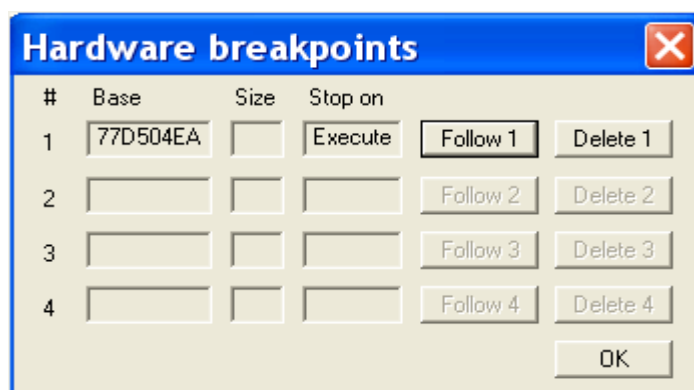 Hardware breakpoints
# Base Size Stop on
1 77D504EA Execute Follow 1 Delete 1
2 Follow 2 Delete 2
3 Follow 3 Delete 3
4 Follow 4 Delete 4
OK